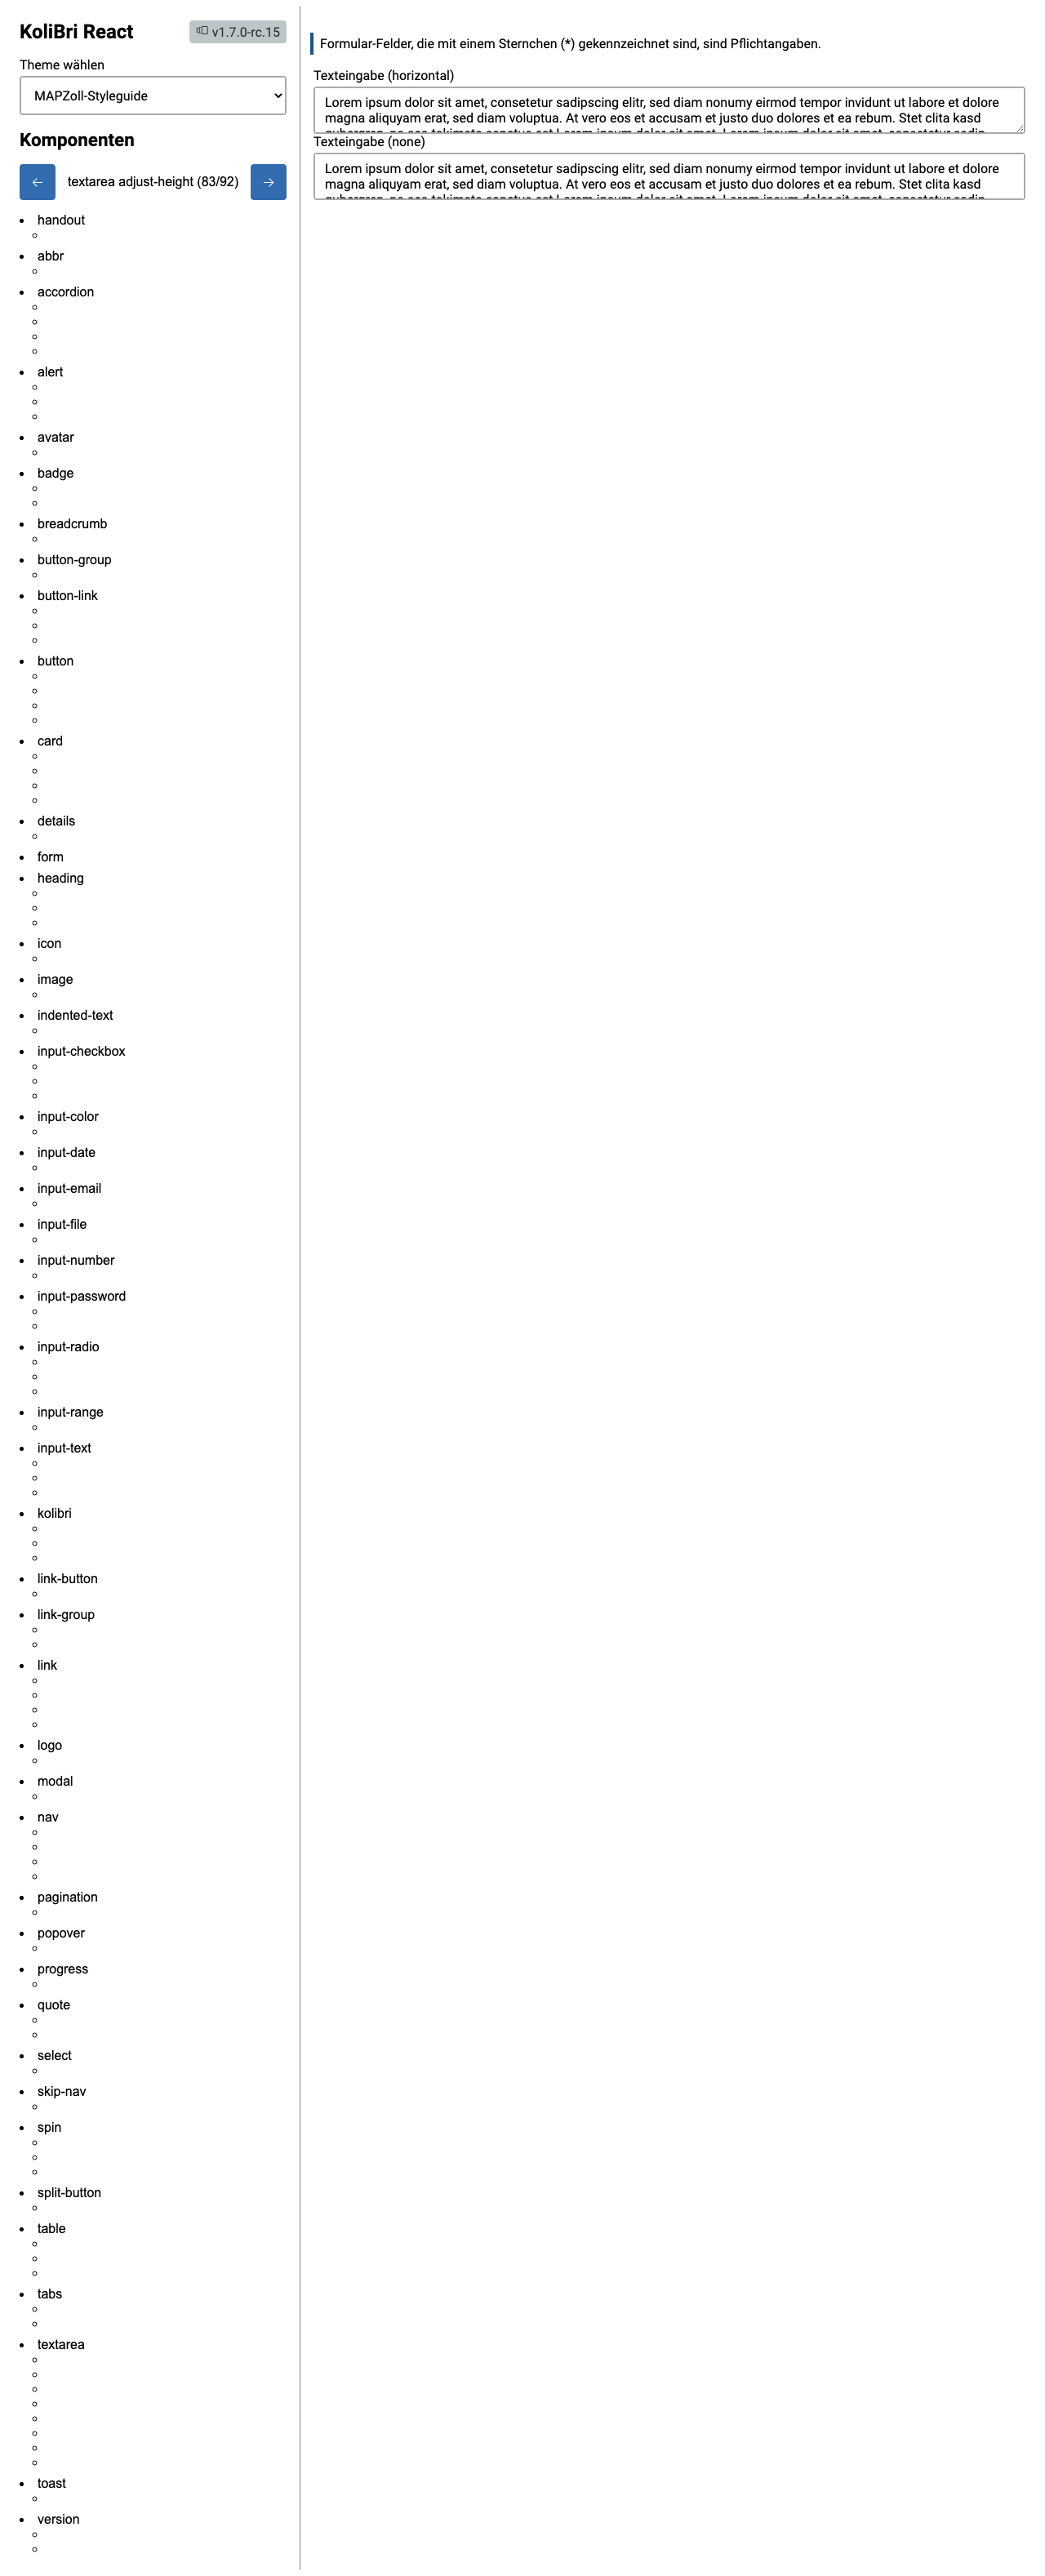 KoliBri React
v1.7.0-rc.15
Theme wählen
MAPZoll-Styleguide
Komponenten
textarea adjust-height (83/92)
handout
abbr
accordion
alert
avatar
badge
breadcrumb
button-group
button-link
button
card
details
form
heading
icon
image
indented-text
input-checkbox
input-color
input-date
input-email
input-file
input-number
input-password
input-radio
input-range
input-text
kolibri
link-button
link-group
link
logo
modal
nav
pagination
popover
progress
quote
select
skip-nav
spin
split-button
table
tabs
textarea
toast
version
Formular-Felder, die mit einem Sternchen (*) gekennzeichnet sind, sind Pflichtangaben.
Texteingabe (horizontal)
Lorem ipsum dolor sit amet, consetetur sadipscing elitr, sed diam nonumy eirmod tempor invidunt ut labore et dolore
magna aliquyam erat, sed diam voluptua. At vero eos et accusam et justo duo dolores et ea rebum. Stet clita kasd
Texteingabe (none)
Lorem ipsum dolor sit amet, consetetur sadipscing elitr, sed diam nonumy eirmod tempor invidunt ut labore et dolore
magna aliquyam erat, sed diam voluptua. At vero eos et accusam et justo duo dolores et ea rebum. Stet clita kasd